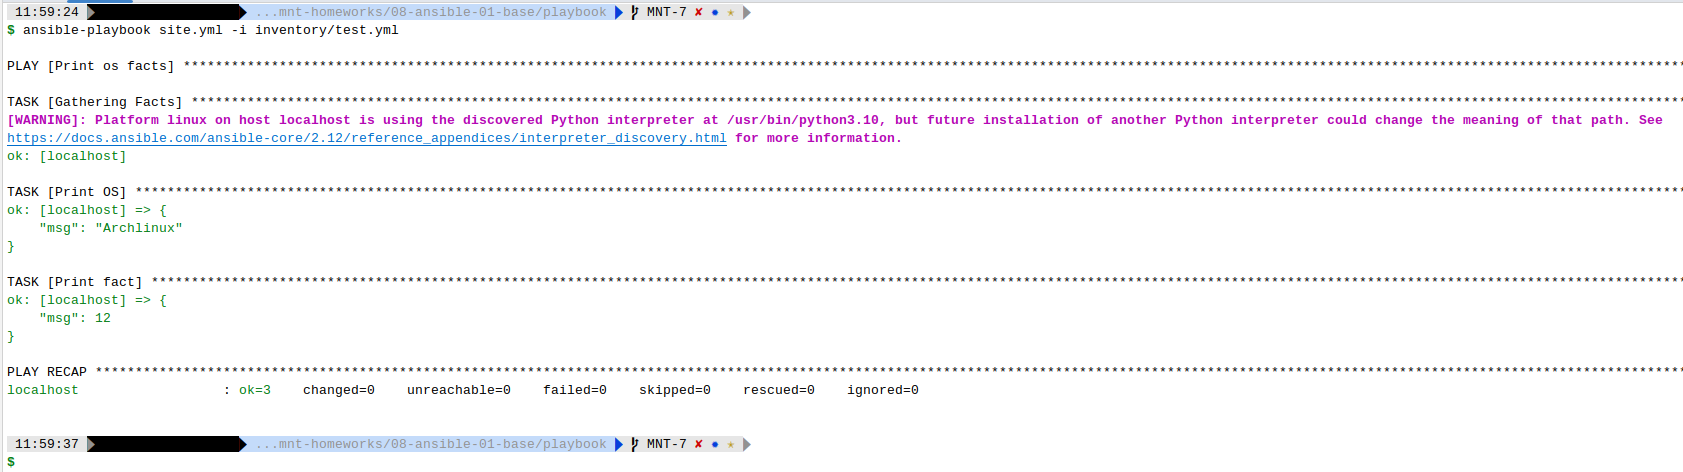 11:59:24 ...mnt-homeworks/08-ansible-01-base/playbook MNT-7 ✘ ✹ ★
$ ansible-playbook site.yml -i inventory/test.yml
PLAY [Print os facts] ********************************************************************************************************************************************************************************************
TASK [Gathering Facts] *******************************************************************************************************************************************************************************************
[WARNING]: Platform linux on host localhost is using the discovered Python interpreter at /usr/bin/python3.10, but future installation of another Python interpreter could change the meaning of that path. See
https://docs.ansible.com/ansible-core/2.12/reference_appendices/interpreter_discovery.html for more information.
ok: [localhost]
TASK [Print OS] **************************************************************************************************************************************************************************************************
ok: [localhost] => {
    "msg": "Archlinux"
}
TASK [Print fact] ************************************************************************************************************************************************************************************************
ok: [localhost] => {
    "msg": 12
}
PLAY RECAP *******************************************************************************************************************************************************************************************************
localhost                  : ok=3    changed=0    unreachable=0    failed=0    skipped=0    rescued=0    ignored=0
11:59:37 ...mnt-homeworks/08-ansible-01-base/playbook MNT-7 ✘ ✹ ★
$